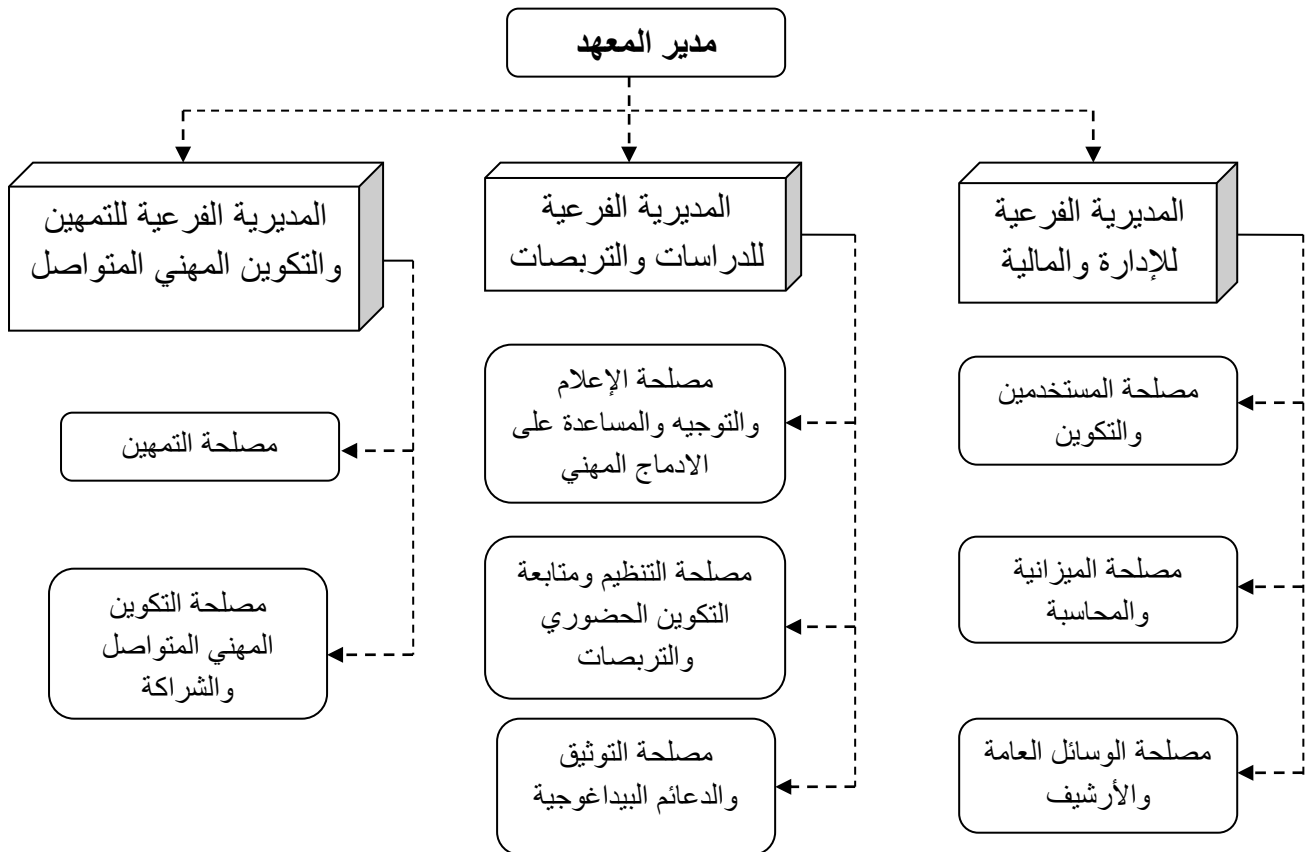 مدير المعهد
المديرية الفرعية
للإدارة والمالية
المديرية الفرعية
للدراسات والتربصات
المديرية الفرعية للتمهين
والتكوين المهني المتواصل
مصلحة المستخدمين
والتكوين
مصلحة الميزانية
والمحاسبة
مصلحة الوسائل العامة
والأرشيف
مصلحة الإعلام
والتوجيه والمساعدة على
الادماج المهني
مصلحة التنظيم ومتابعة
التكوين الحضوري
والتربصات
مصلحة التوثيق
والدعائم البيداغوجية
مصلحة التمهين
مصلحة التكوين
المهني المتواصل
والشراكة